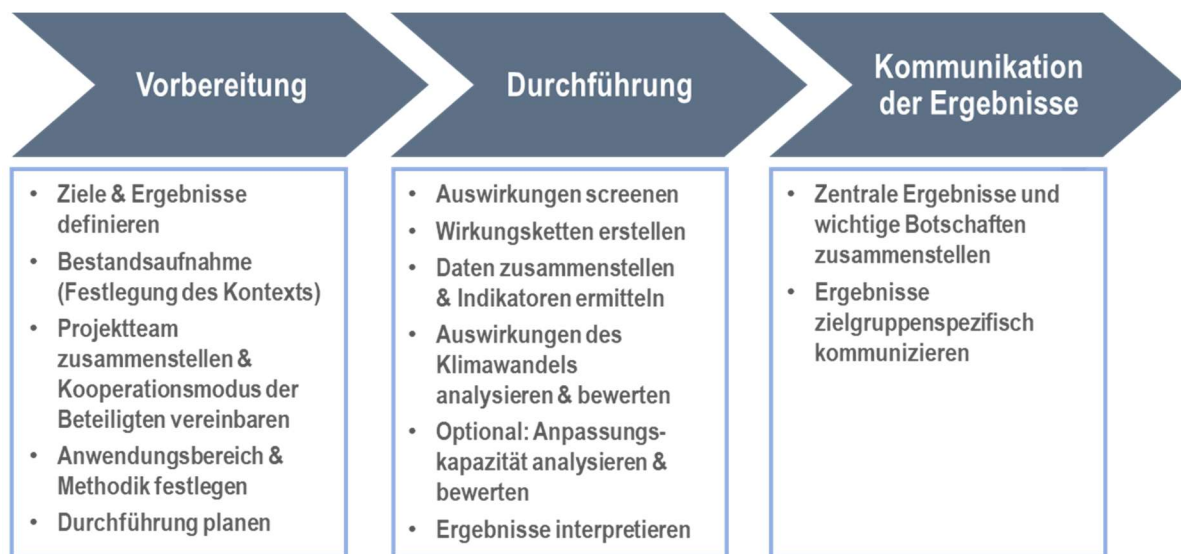 Vorbereitung
• Ziele & Ergebnisse
definieren
• Bestandsaufnahme
(Festlegung des Kontexts)
• Projektteam
zusammenstellen &
Kooperationsmodus der
Beteiligten vereinbaren
• Anwendungsbereich &
Methodik festlegen
• Durchführung planen
Durchführung
• Auswirkungen screenen
• Wirkungsketten erstellen
• Daten zusammenstellen
& Indikatoren ermitteln
• Auswirkungen des
Klimawandels
analysieren & bewerten
• Optional: Anpassungs-
kapazität analysieren &
bewerten
• Ergebnisse interpretieren
Kommunikation
der Ergebnisse
• Zentrale Ergebnisse und
wichtige Botschaften
zusammenstellen
• Ergebnisse
zielgruppenspezifisch
kommunizieren